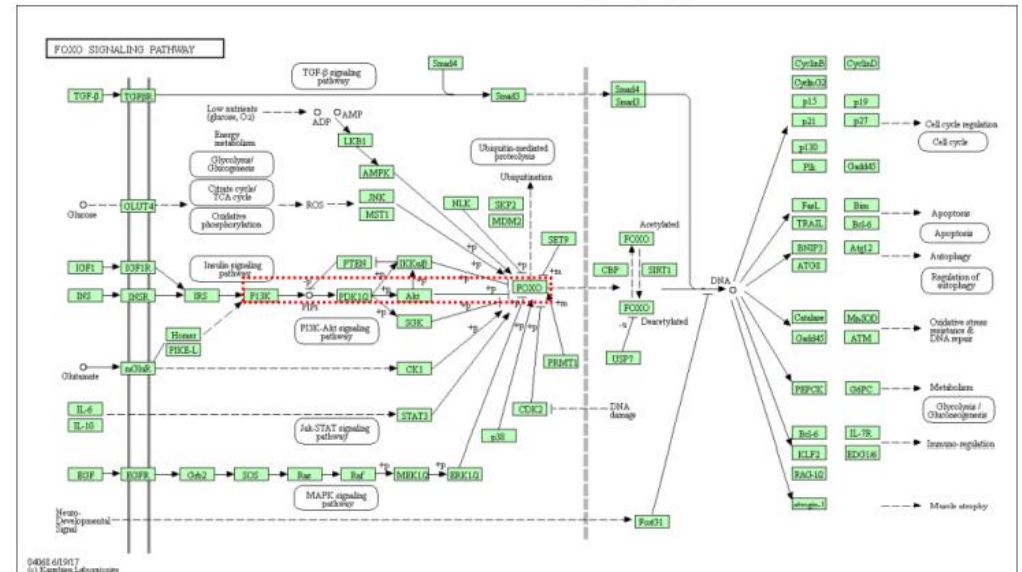 FOXO SIGNALING PATHWAY
TGF-β signaling
pathway
Smad4
CyclinB
CyclinD
CyclinG2
TGF-β
TGFβR
Smad3
Smad4
Smad3
p15
p19
Low nutrients
(glucose, O2)
ADP
AMP
p21
p27
Cell cycle regulation
Cell cycle
Energy
metabolism
LKB1
Ubiquitin-mediated
proteolysis
p130
Glycolysis/
AMPK
Plk
Gadd45
Ubiquitination
Citrate cycle/
TCA cycle
JNK
NLK
SKP2
FasL
Bim
Apoptosis
Glucose
GLUT4
ROS
MST1
MDM2
Acetylated
TRAIL
Bcl-6
Apoptosis
Oxidative
phosphorylation
SET9
FOXO
+p
+p
BNIP3
Atg12
Autophagy
Insulin signaling
pathway
PTEN
+p
+m
CBP
SIRT1
ATG8
Regulation of
autophagy
IGF1
IGF1R
DNA
INS
INSR
IRS
PI3K
PIP3
Akt
FOXO
FOXO
+p
+p
+m
Catalase
MnSOD
Oxidative stress
resistance &
DNA repair
Homer
PI3K-Akt signaling
pathway
SGK
+p
-u
Deacetylated
Gadd45
ATM
PIKE-L
USP7
PRMT1
Glutamate
mGluR
CK1
PEPCK
G6PC
Metabolism
IL-6
STAT3
CDK2
DNA
damage
Glycolysis /
Gluconeogenesis
IL-10
Jak-STAT signaling
pathway
p38
Bcl-6
IL-7R
Immuno-regulation
KLF2
EDG1/6
EGF
EGFR
Grb2
SOS
Ras
Raf
+p
MEK1/2
+p
ERK1/2
RAG-1/2
MAPK signaling
pathway
atrogin-1
Muscle atrophy
Neuro-
Developmental
Signal
FoxG1
04068 6/19/17
(c) Kanehisa Laboratories